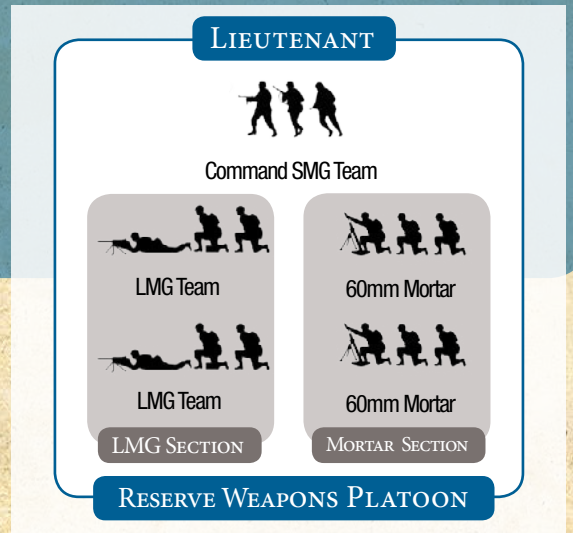 Lieutenant
Command SMG Team
LMG Team
60mm Mortar
LMG Team
60mm Mortar
LMG Section
Mortar Section
Reserve Weapons Platoon